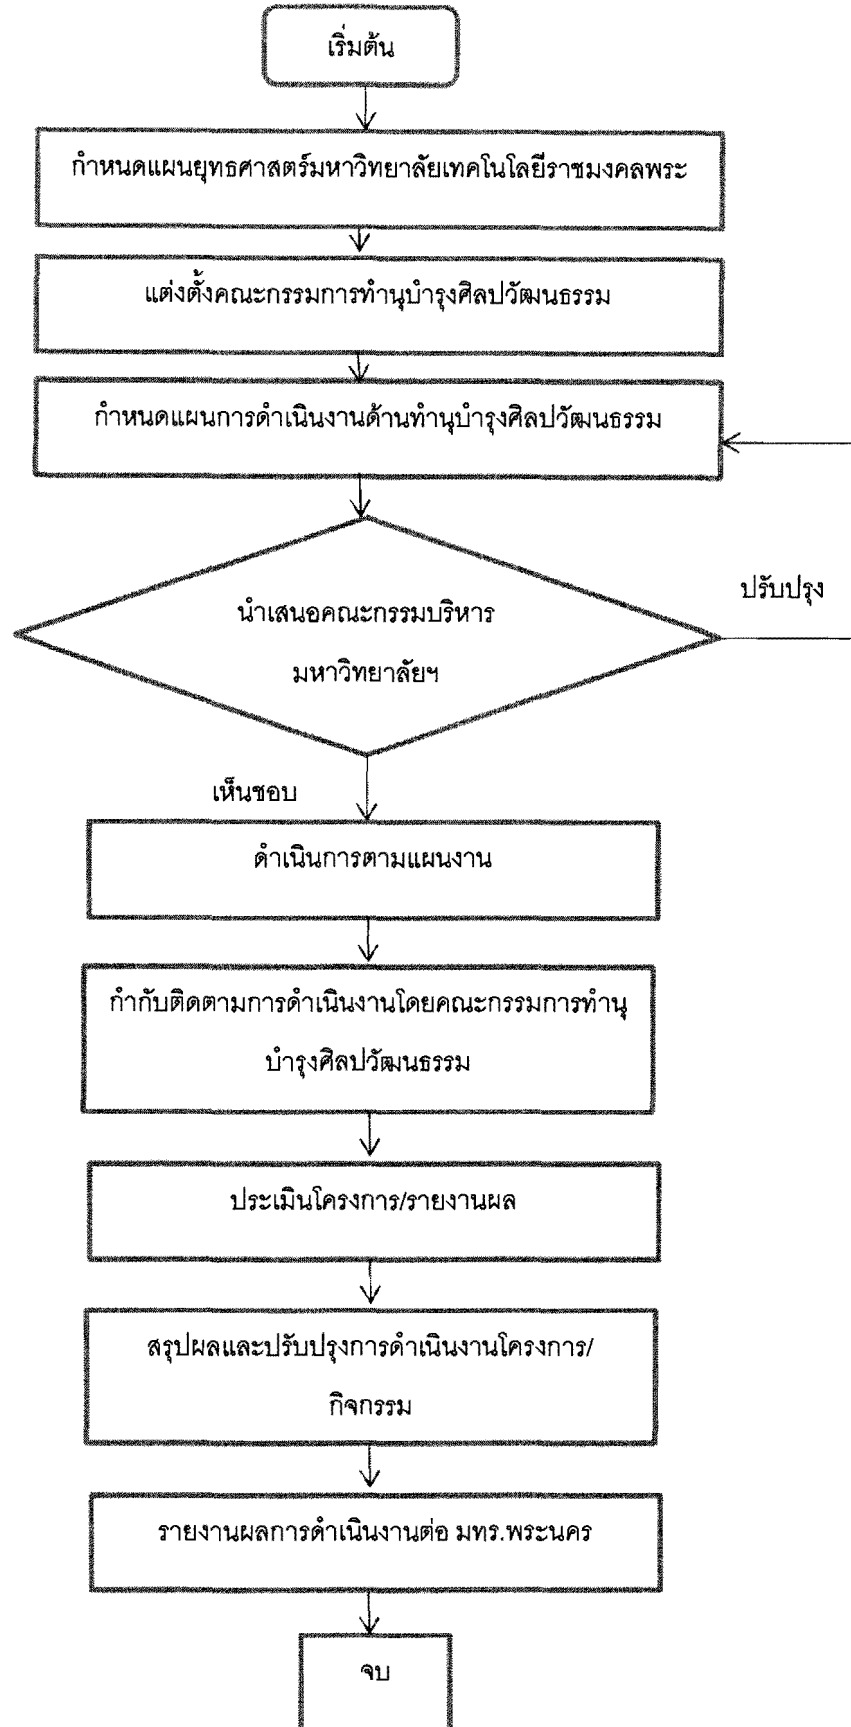 เริ่มต้น
กำหนดแผนยุทธศาสตร์มหาวิทยาลัยเทคโนโลยีราชมงคลพระ
แต่งตั้งคณะกรรมการทำนุบำรุงศิลปวัฒนธรรม
กำหนดแผนการดำเนินงานด้านทำนุบำรุงศิลปวัฒนธรรม
ปรับปรุง
นำเสนอคณะกรรมบริหาร
มหาวิทยาลัยฯ
เห็นชอบ
ดำเนินการตามแผนงาน
กำกับติดตามการดำเนินงานโดยคณะกรรมการทำนุ
บำรุงศิลปวัฒนธรรม
ประเมินโครงการ/รายงานผล
สรุปผลและปรับปรุงการดำเนินงานโครงการ/
กิจกรรม
รายงานผลการดำเนินงานต่อ มทร.พระนคร
จบ